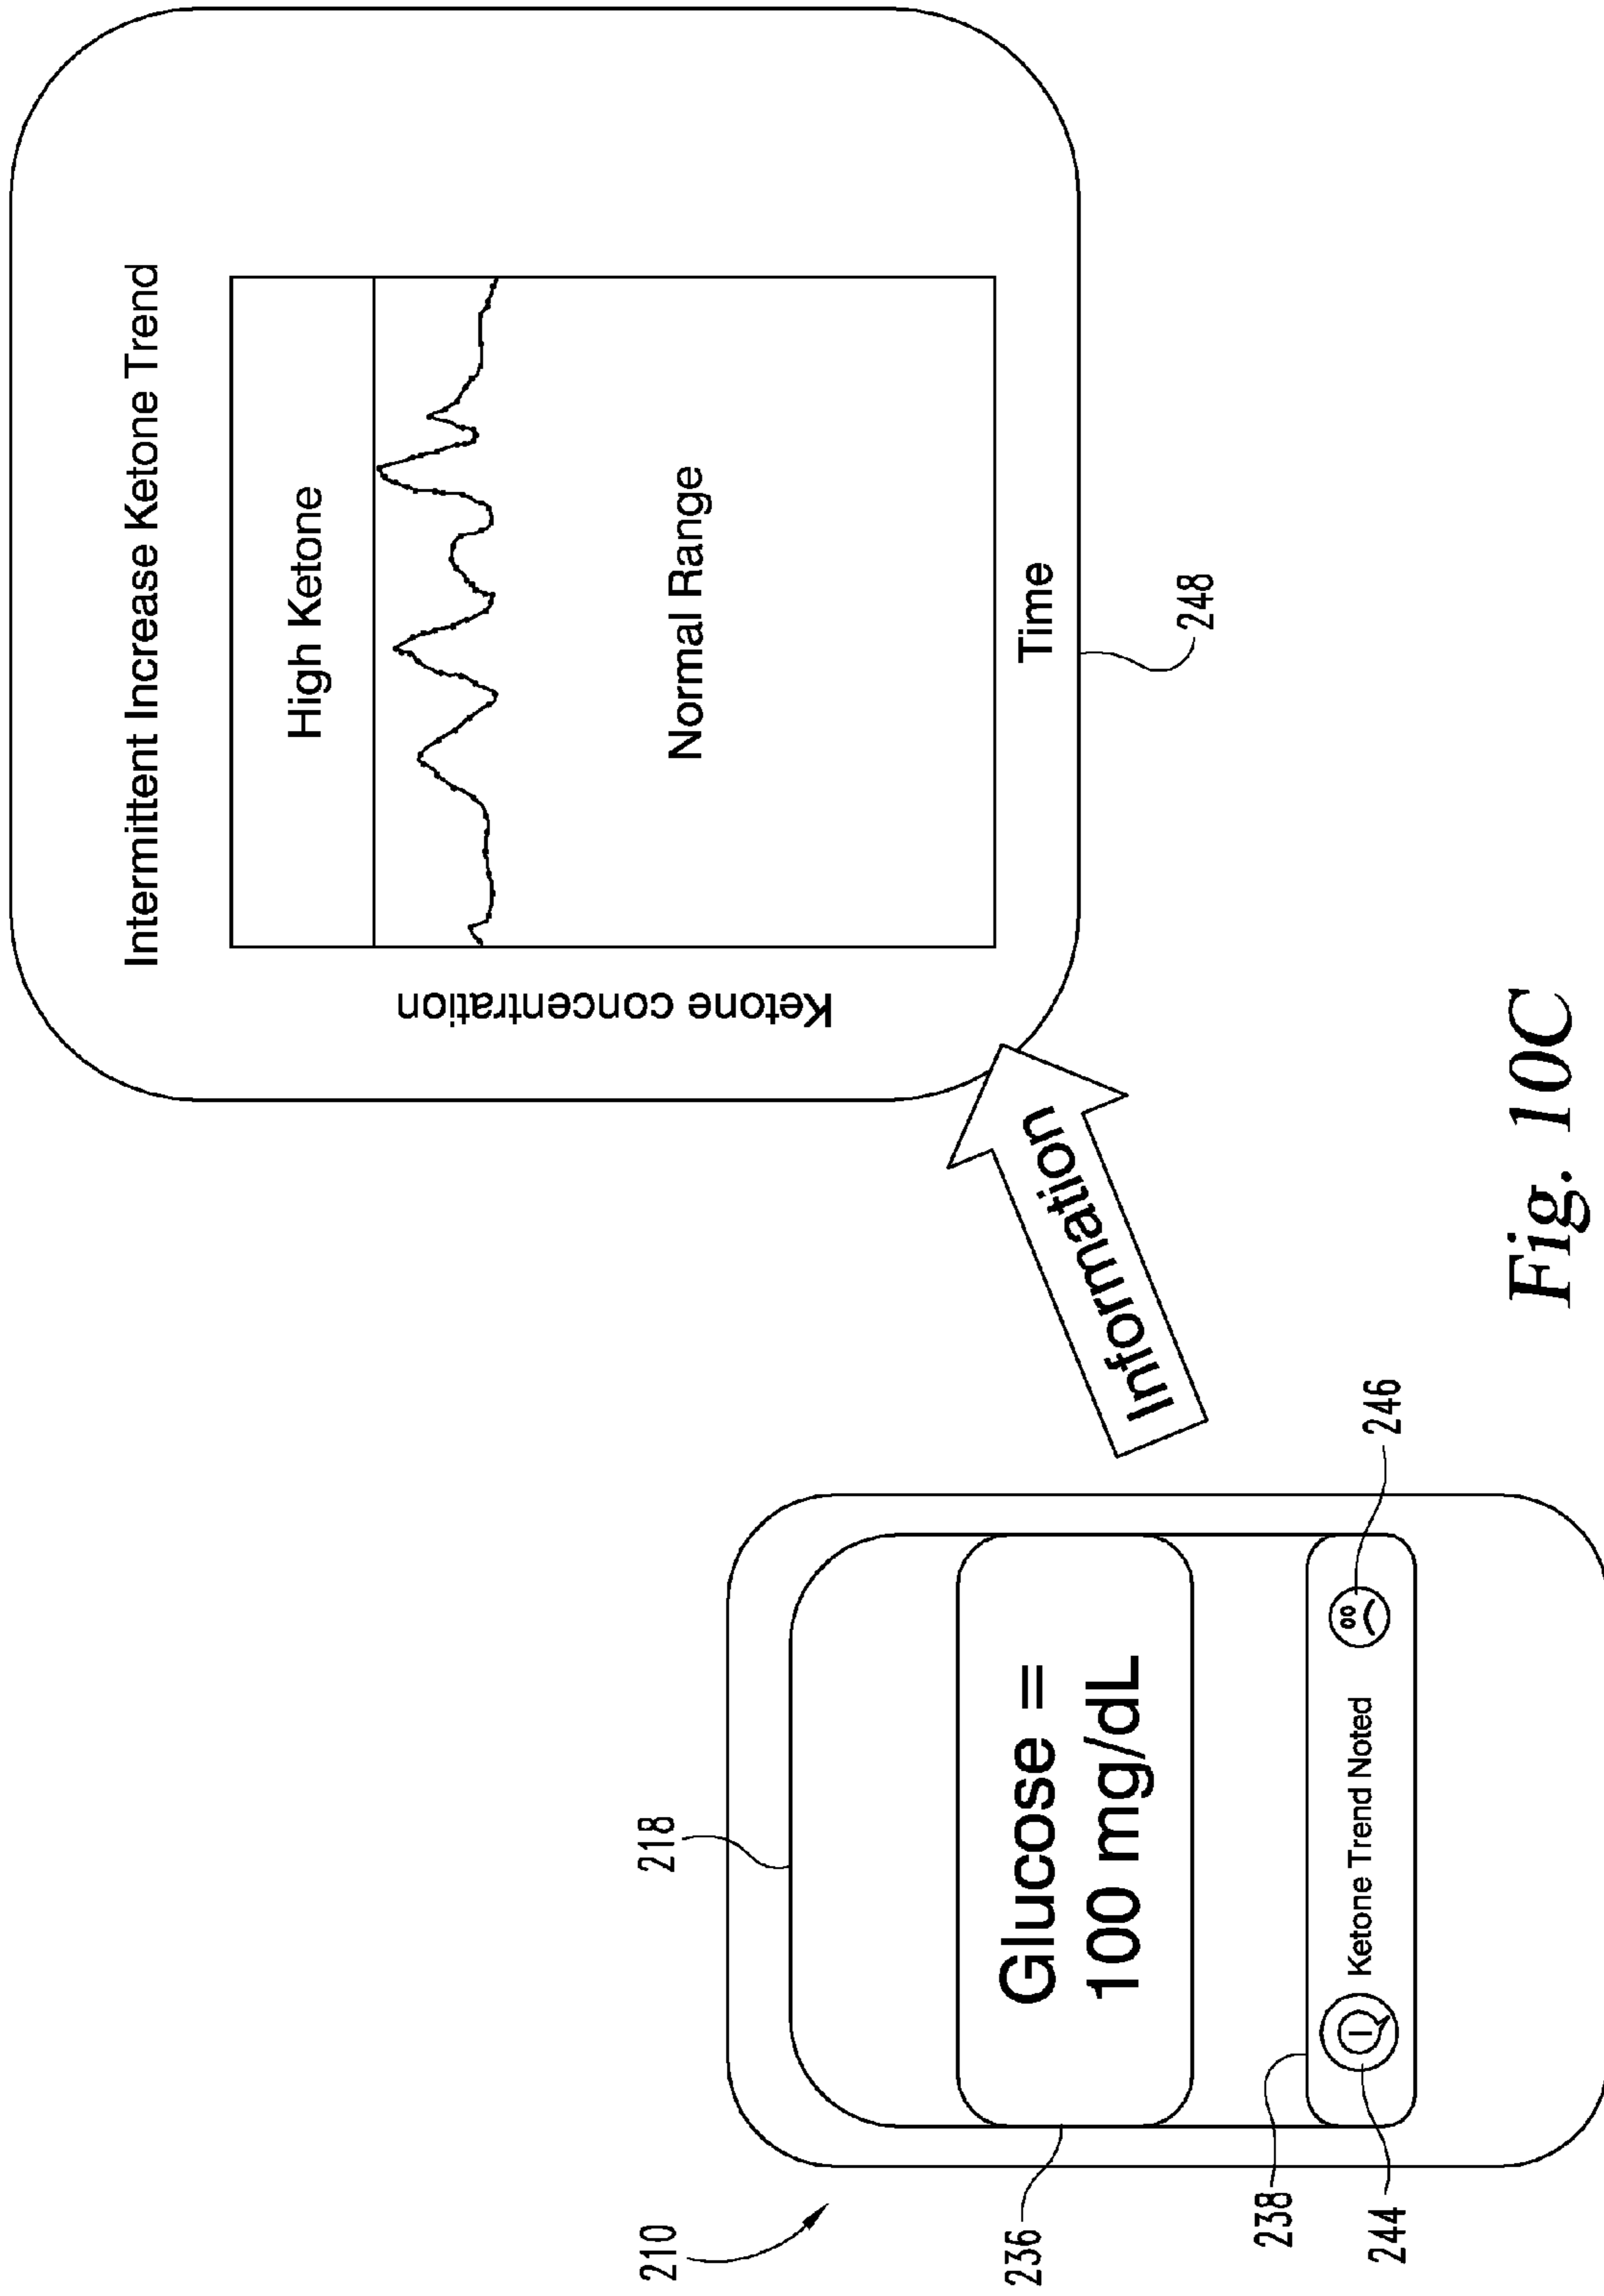 210
218
236
Glucose =
100 mg/dL
238
244
Ketone Trend Noted
246
Information
Intermittent Increase Ketone Trend
High Ketone
Normal Range
Ketone concentration
Time
248
Fig. 10C